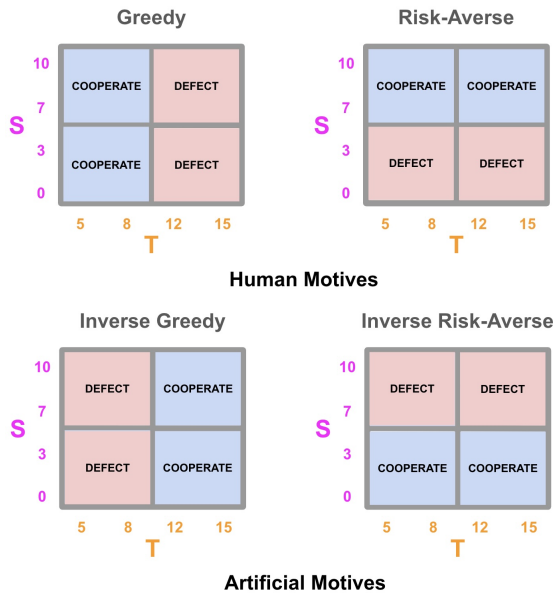 Greedy
Risk-Averse
10
COOPERATE
DEFECT
10
COOPERATE
COOPERATE
7
7
S
S
3
COOPERATE
DEFECT
3
DEFECT
DEFECT
0
0
5 8 12 15
5 8 12 15
T
T
Human Motives
Inverse Greedy
Inverse Risk-Averse
10
DEFECT
COOPERATE
10
DEFECT
DEFECT
7
7
S
S
3
DEFECT
COOPERATE
3
COOPERATE
COOPERATE
0
0
5 8 12 15
5 8 12 15
T
T
Artificial Motives